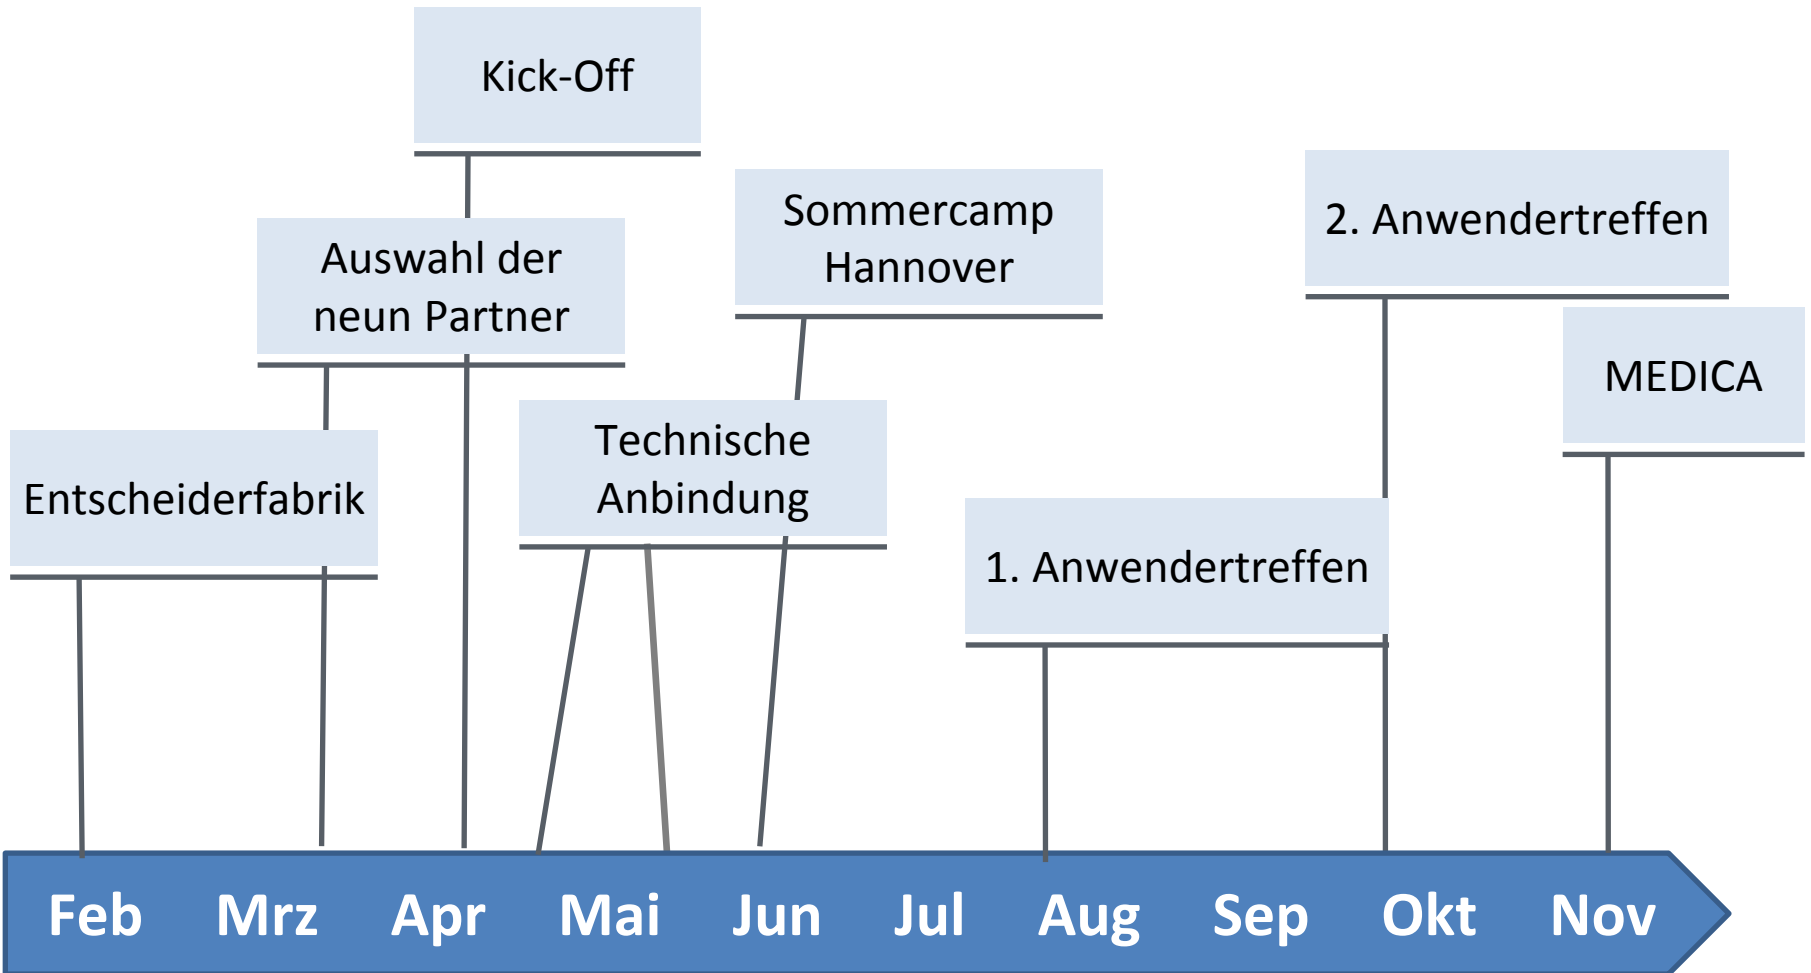 Kick-Off
Auswahl der
neun Partner
Sommercamp
Hannover
2. Anwendertreffen
MEDICA
Entscheiderfabrik
Technische
Anbindung
1. Anwendertreffen
Feb Mrz Apr Mai Jun Jul Aug Sep Okt Nov